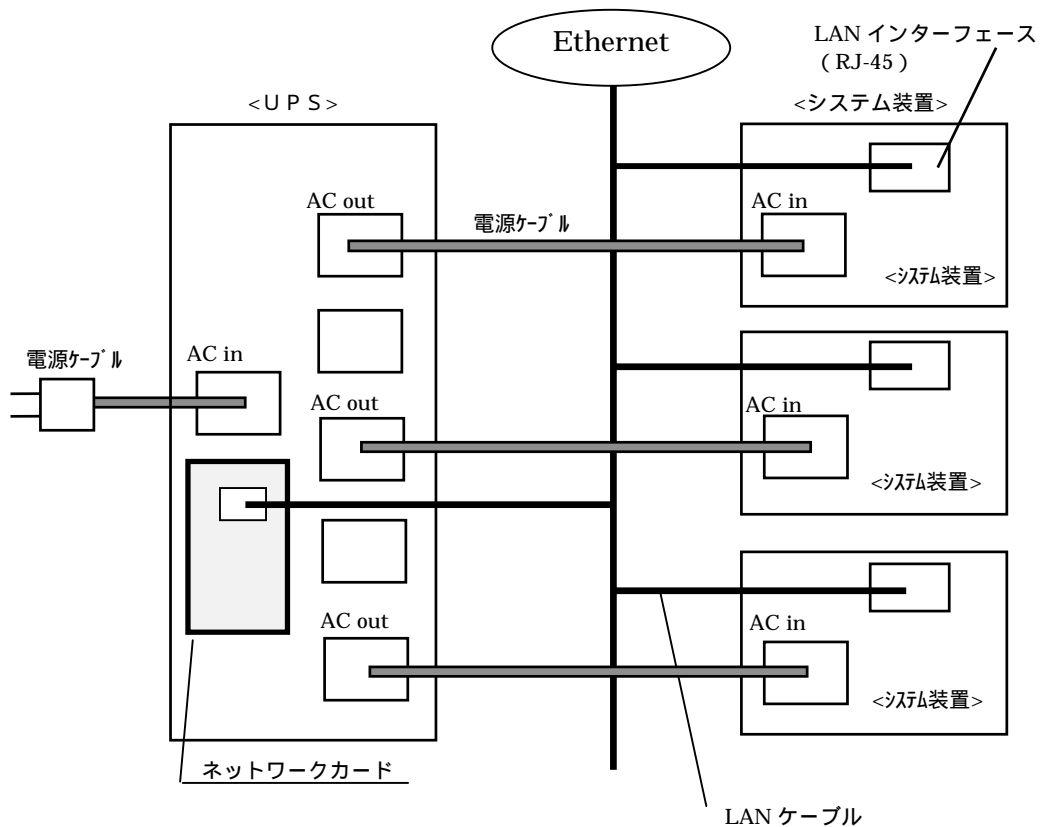 Ethernet
LAN インターフェース
( RJ-45 )
<ＵＰＳ>
<システム装置>
AC out
電源ｹｰﾌﾞﾙ
AC in
<ｼｽﾃﾑ装置>
電源ｹｰﾌﾞﾙ
AC in
AC out
AC in
<ｼｽﾃﾑ装置>
AC out
AC in
<ｼｽﾃﾑ装置>
ネットワークカード
LAN ケーブル